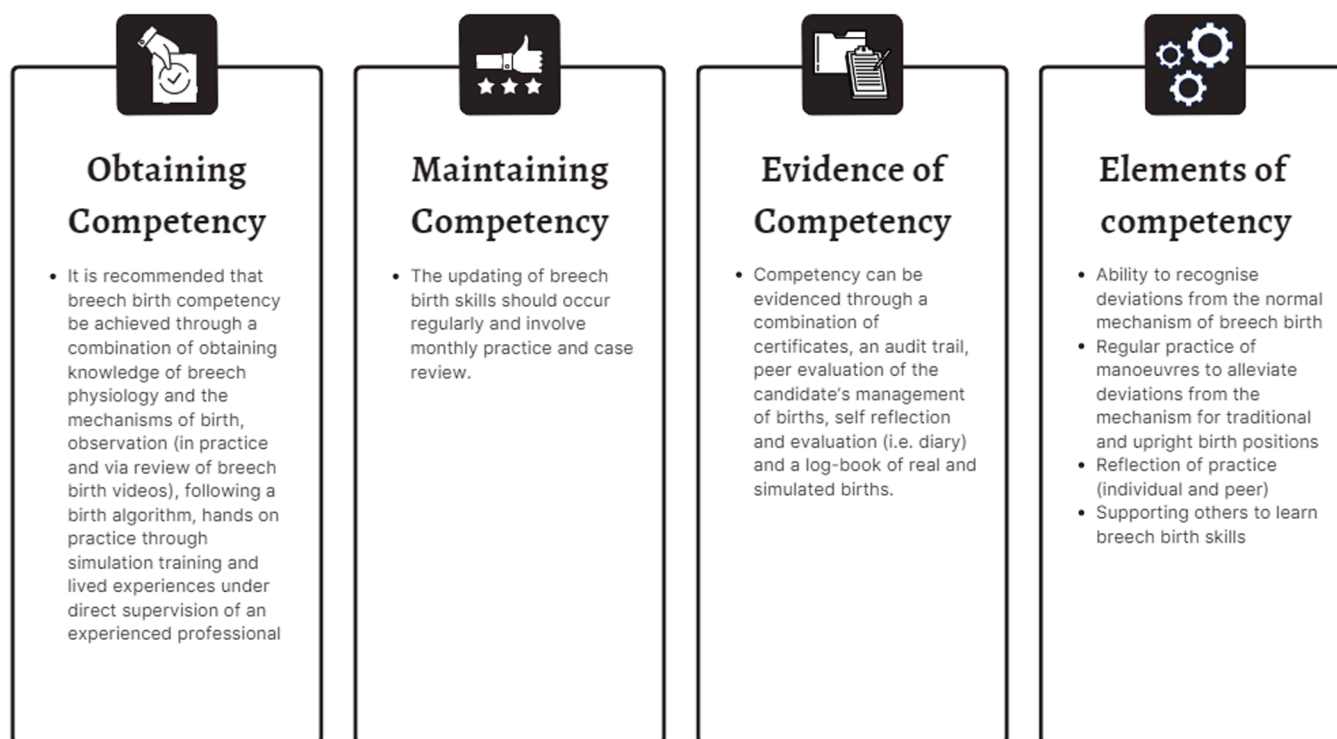 Obtaining
Competency
• It is recommended that
breech birth competency
be achieved through a
combination of obtaining
knowledge of breech
physiology and the
mechanisms of birth,
observation (in practice
and via review of breech
birth videos), following a
birth algorithm, hands on
practice through
simulation training and
lived experiences under
direct supervision of an
experienced professional
Maintaining
Competency
• The updating of breech
birth skills should occur
regularly and involve
monthly practice and case
review.
Evidence of
Competency
• Competency can be
evidenced through a
combination of
certificates, an audit trail,
peer evaluation of the
candidate’s management
of births, self reflection
and evaluation (i.e. diary)
and a log-book of real and
simulated births.
Elements of
competency
• Ability to recognise
deviations from the normal
mechanism of breech birth
• Regular practice of
manoeuvres to alleviate
deviations from the
mechanism for traditional
and upright birth positions
• Reflection of practice
(individual and peer)
• Supporting others to learn
breech birth skills